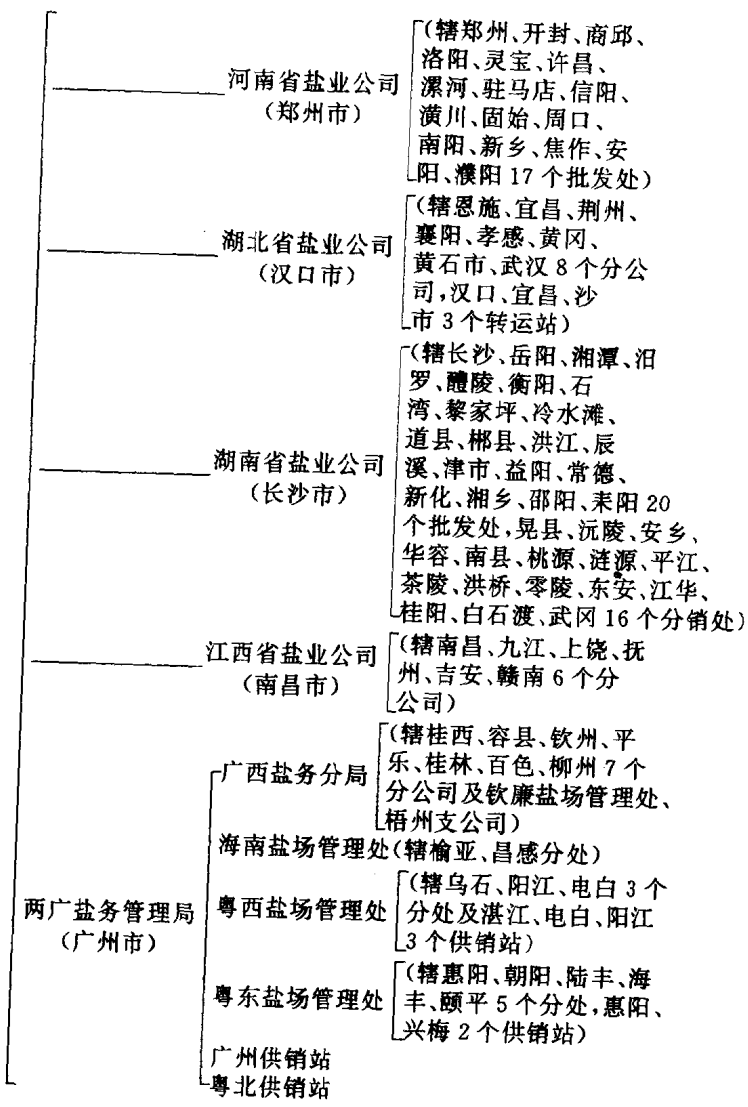 河南省盐业公司
（郑州市）
（辖郑州、开封、商邱、
洛阳、灵宝、许昌、
漯河、驻马店、信阳、
潢川、固始、周口、
南阳、新乡、焦作、安
阳、濮阳 17 个批发处）
湖北省盐业公司
（汉口市）
（辖恩施、宜昌、荆州、
襄阳、孝感、黄冈、
黄石市、武汉 8 个分公
司，汉口、宜昌、沙
市 3 个转运站）
湖南省盐业公司
（长沙市）
（辖长沙、岳阳、湘潭、汨
罗、醴陵、衡阳、石
湾、黎家坪、冷水滩、
道县、郴县、洪江、辰
溪、津市、益阳、常德、
新化、湘乡、邵阳、耒阳 20
个批发处，晃县、沅陵、安乡、
华容、南县、桃源、涟源、平江、
茶陵、洪桥、零陵、东安、江华、
桂阳、白石渡、武冈 16 个分销处）
江西省盐业公司
（南昌市）
（辖南昌、九江、上饶、抚
州、吉安、赣南 6 个分
公司）
两广盐务管理局
（广州市）
广西盐务分局
（辖桂西、容县、钦州、平
乐、桂林、百色、柳州 7 个
分公司及钦廉盐场管理处、
梧州支公司）
海南盐场管理处（辖榆亚、昌感分处）
粤西盐场管理处
（辖乌石、阳江、电白 3 个
分处及湛江、电白、阳江
3 个供销站）
粤东盐场管理处
（辖惠阳、朝阳、陆丰、海
丰、颐平 5 个分处，惠阳、
兴梅 2 个供销站）
广州供销站
粤北供销站